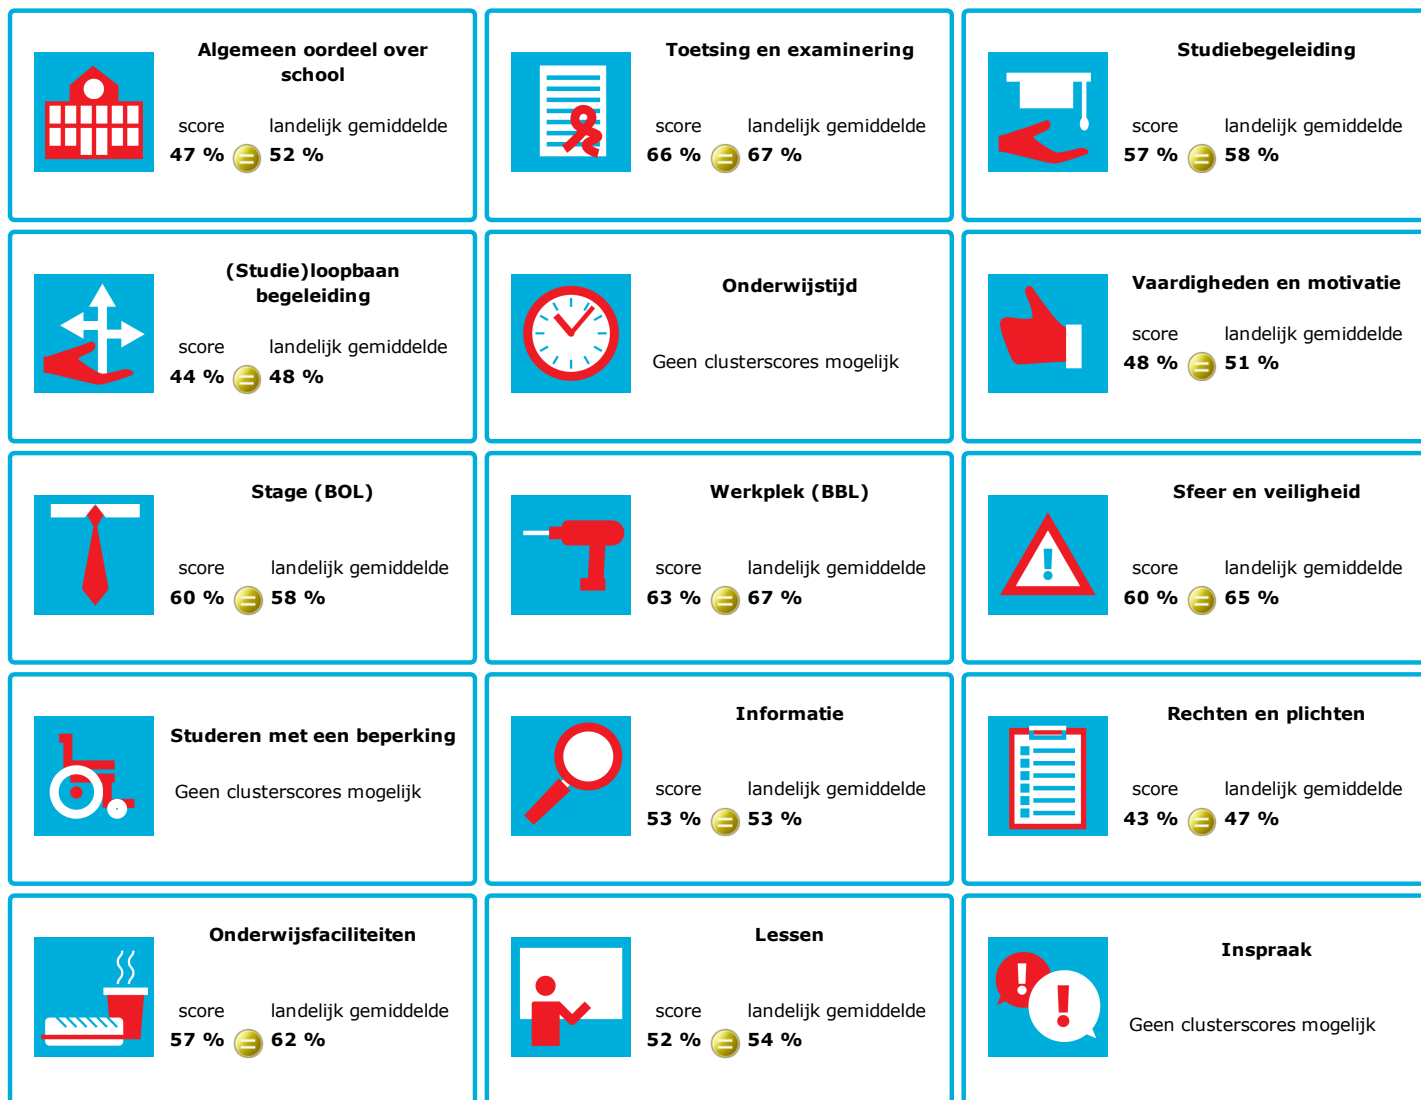 Algemeen oordeel over
school
score landelijk gemiddelde
47 % = 52 %
Toetsing en examinering
score landelijk gemiddelde
66 % = 67 %
Studiebegeleiding
score landelijk gemiddelde
57 % = 58 %
(Studie)loopbaan
begeleiding
score landelijk gemiddelde
44 % = 48 %
Onderwijstijd
Geen clusterscores mogelijk
Vaardigheden en motivatie
score landelijk gemiddelde
48 % = 51 %
Stage (BOL)
score landelijk gemiddelde
60 % = 58 %
Werkplek (BBL)
score landelijk gemiddelde
63 % = 67 %
Sfeer en veiligheid
score landelijk gemiddelde
60 % = 65 %
Studeren met een beperking
Geen clusterscores mogelijk
Informatie
score landelijk gemiddelde
53 % = 53 %
Rechten en plichten
score landelijk gemiddelde
43 % = 47 %
Onderwijsfaciliteiten
score landelijk gemiddelde
57 % = 62 %
Lessen
score landelijk gemiddelde
52 % = 54 %
Inspraak
Geen clusterscores mogelijk